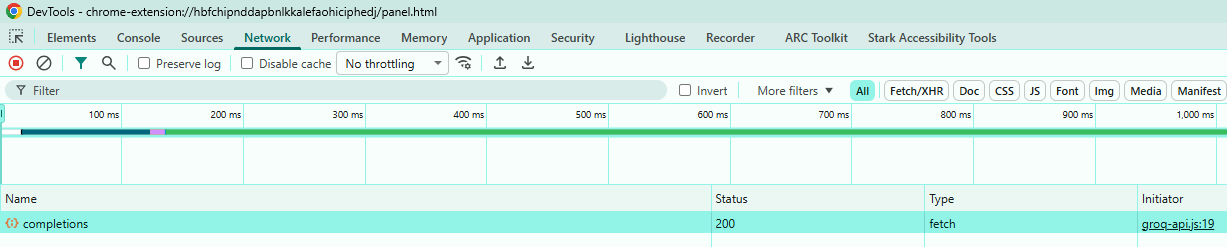 DevTools - chrome-extension://hbfchipnddapbnlkkalefaohiciphedj/panel.html
Elements Console Sources Network Performance Memory Application Security Lighthouse Recorder ARC Toolkit Stark Accessibility Tools
Preserve log Disable cache No throttling
Filter Invert More filters All Fetch/XHR Doc CSS JS Font Img Media Manifest
100 ms 200 ms 300 ms 400 ms 500 ms 600 ms 700 ms 800 ms 900 ms 1,000 ms
Name Status Type Initiator
completions 200 fetch groq-api.js:19